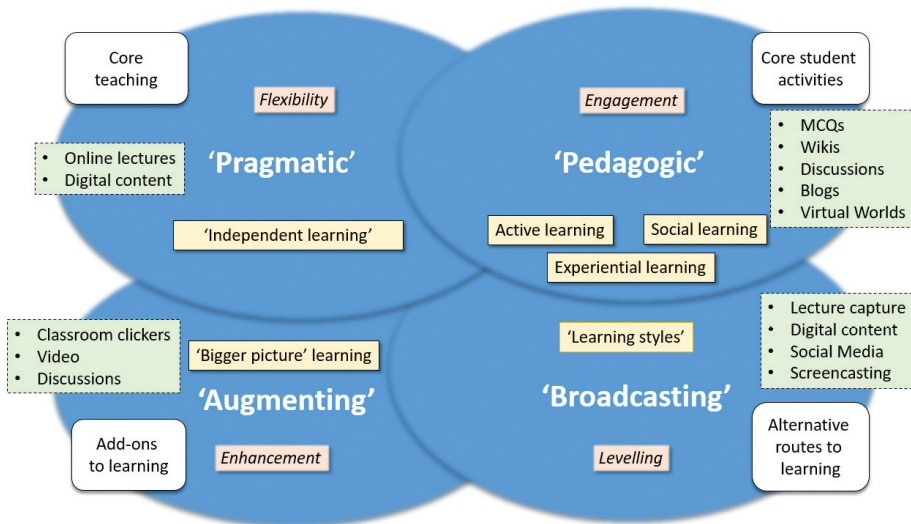 Core
teaching
Flexibility
• Online lectures
• Digital content
‘Pragmatic’
‘Independent learning’
Core student
activities
Engagement
• MCQs
• Wikis
• Discussions
• Blogs
• Virtual Worlds
‘Pedagogic’
Active learning
Social learning
Experiential learning
• Classroom clickers
• Video
• Discussions
‘Bigger picture’ learning
‘Augmenting’
Add-ons
to learning
Enhancement
‘Learning styles’
• Lecture capture
• Digital content
• Social Media
• Screencasting
‘Broadcasting’
Levelling
Alternative
routes to
learning